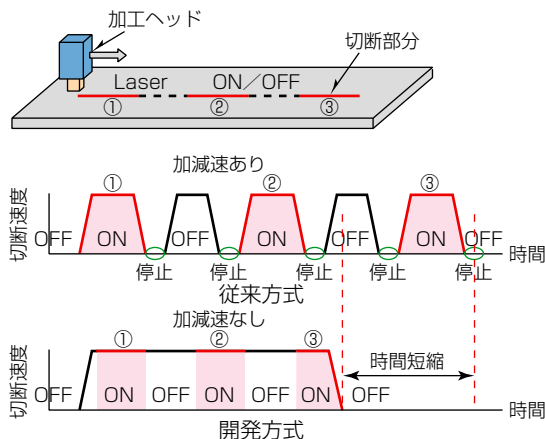 加工ヘッド
切断部分
Laser ON／OFF
① ② ③
加減速あり
① ② ③
切断速度
OFF ON OFF ON OFF ON OFF
時間
停止 停止 停止 停止 停止
従来方式
加減速なし
① ② ③
時間短縮
切断速度
OFF ON OFF ON OFF ON OFF
時間
開発方式